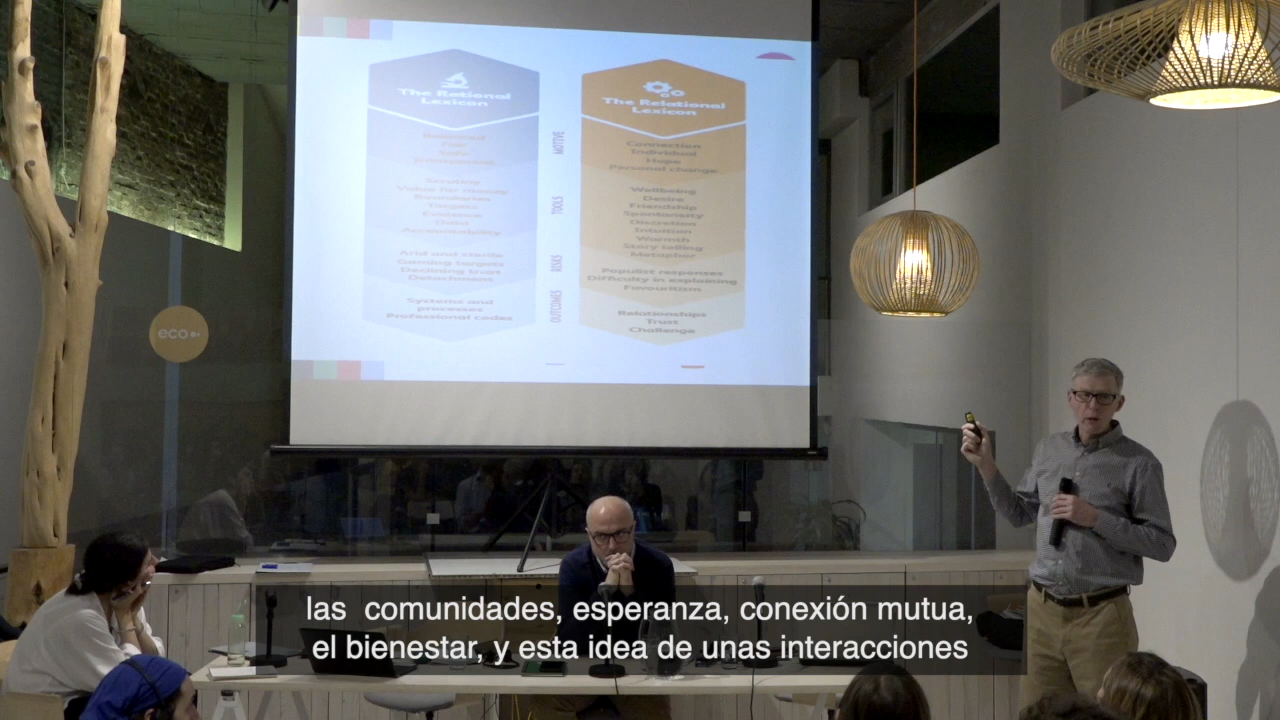 The Rational
Lexicon
Scrutiny
Value for money
Boundaries
Targets
Evidence
Data
Accountability
Arid and sterile
Gaming targets
Declining trust
Detachment
Systems and
processes
Professional codes
MOTIVE
TOOLS
RISKS
OUTCOMES
The Relational
Lexicon
Connection
Individual
Hope
Personal change
Wellbeing
Desire
Friendship
Spontaneity
Discretion
Intuition
Warmth
Story telling
Metaphor
Populist responses
Difficulty in explaining
Favouritism
Relationships
Trust
Challenge
eco
las comunidades, esperanza, conexión mutua,
el bienestar, y esta idea de unas interacciones